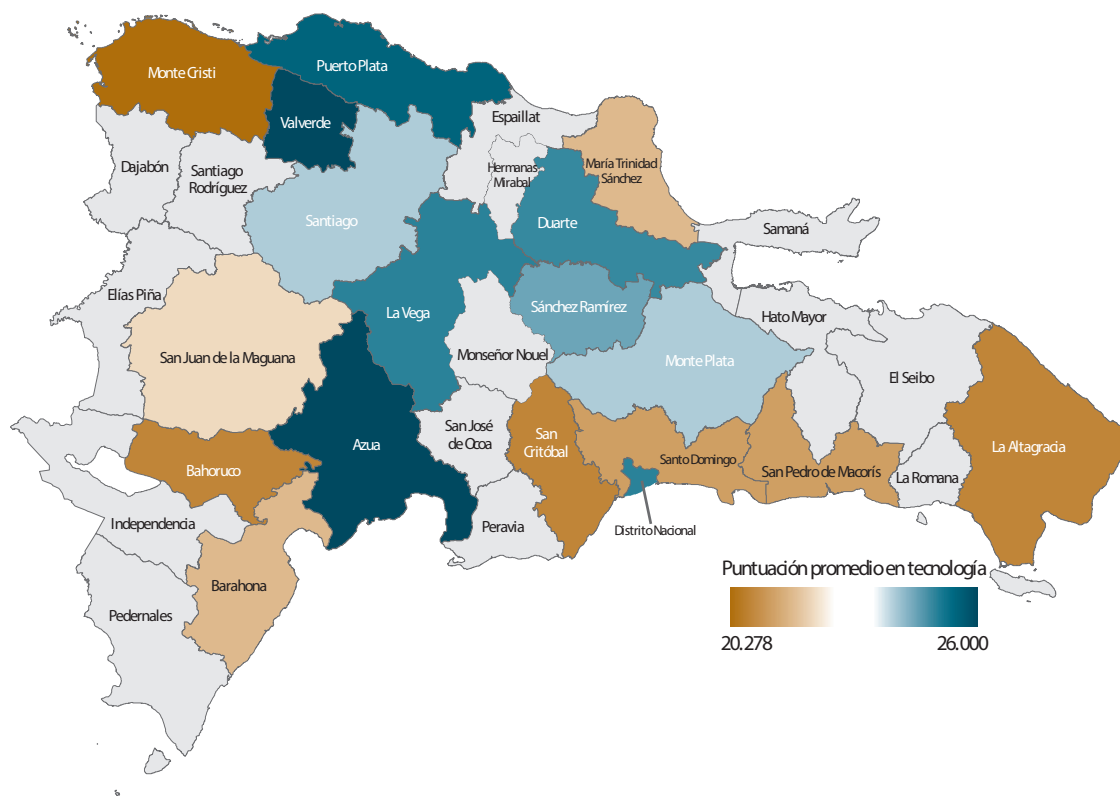 Monte Cristi
Puerto Plata
Valverde
Espaillat
Dajabón
Santiago
Rodríguez
Hermanas
Mirabal
María Trinidad
Sánchez
Santiago
Duarte
Samaná
Elías Piña
La Vega
Sánchez Ramírez
Hato Mayor
San Juan de la Maguana
Monseñor Nouel
Monte Plata
El Seibo
San José
de Ocoa
San
Critóbal
Azua
Bahoruco
Santo Domingo
San Pedro de Macorís
La Romana
La Altagracia
Independencia
Peravia
Distrito Nacional
Barahona
Pedernales
Puntuación promedio en tecnología
20.278
26.000